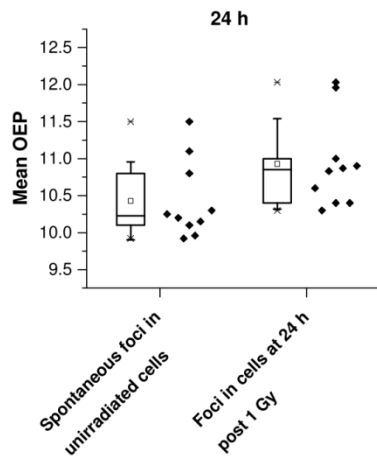 24 h
Mean OEP
12.5
12.0
11.5
11.0
10.5
10.0
9.5
Spontaneous foci in
unirradiated cells
Foci in cells at 24 h
post 1 Gy